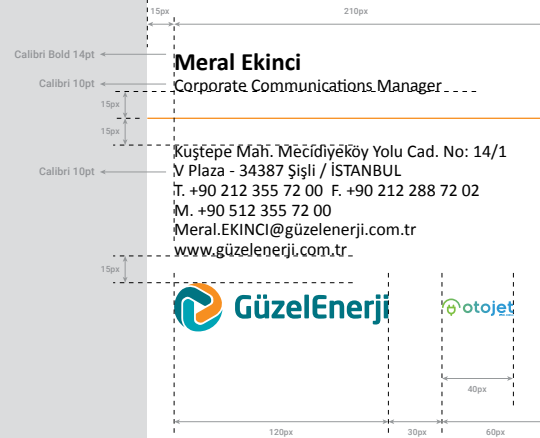 15px
210px
Calibri Bold 14pt
Meral Ekinci
Calibri 10pt
Corporate Communications Manager
15px
15px
Kuştepe Mah. Mecidiyeköy Yolu Cad. No: 14/1
Calibri 10pt
V Plaza - 34387 Şişli / İSTANBUL
T. +90 212 355 72 00 F. +90 212 288 72 02
M. +90 512 355 72 00
Meral.EKINCI@güzelenerji.com.tr
www.güzelenerji.com.tr
15px
GüzelEnerji
otojet
40px
120px
30px
60px